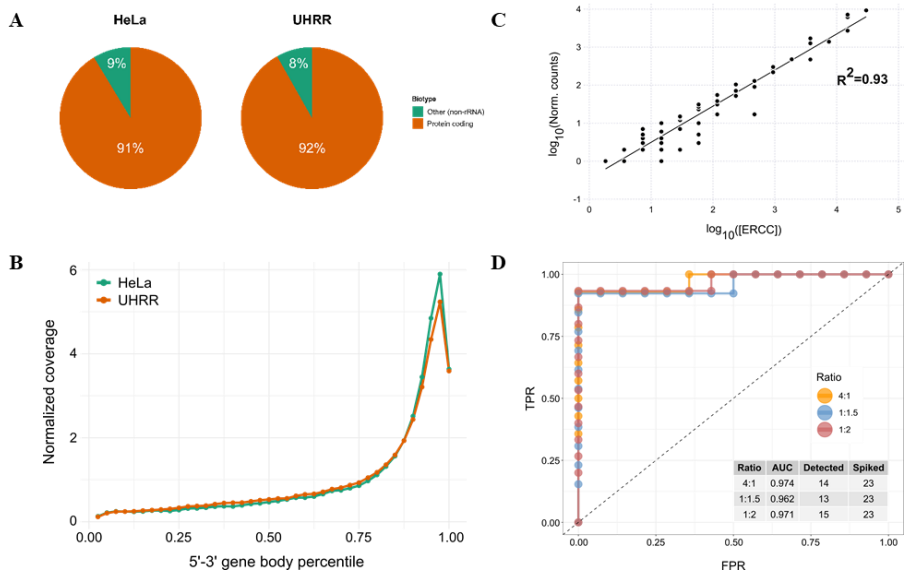 A
HeLa
UHRR
9%
91%
8%
92%
Biotype
Other (non-rRNA)
Protein coding
B
6
4
2
0
Normalized coverage
HeLa
UHRR
0.00
0.25
0.50
0.75
1.00
5'-3' gene body percentile
C
4
3
2
1
0
-1
log10(Norm. counts)
R2=0.93
0
1
2
3
4
5
log10([ERCC])
D
1.00
0.75
0.50
0.25
0.00
TPR
Ratio
4:1
1:1.5
1:2
Ratio AUC Detected Spiked
4:1 0.974 14 23
1:1.5 0.962 13 23
1:2 0.971 15 23
0.00
0.25
0.50
0.75
1.00
FPR